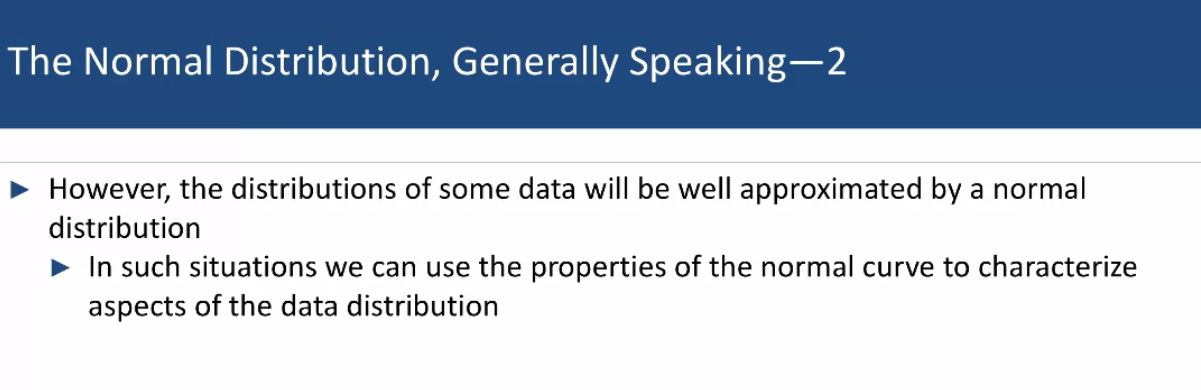 The Normal Distribution, Generally Speaking—2
However, the distributions of some data will be well approximated by a normal
distribution
In such situations we can use the properties of the normal curve to characterize
aspects of the data distribution